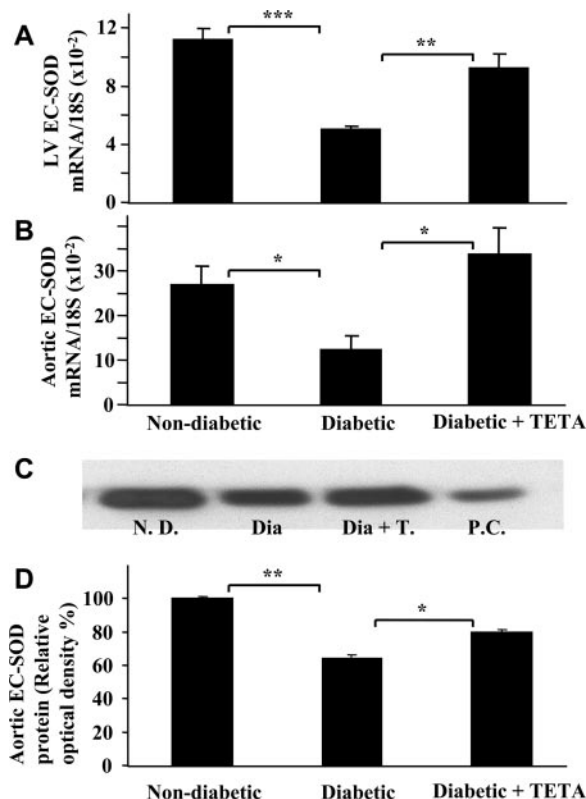 A
LV EC-SOD
mRNA/18S (x10-2)
12
8
4
0
***
**
B
Aortic EC-SOD
mRNA/18S (x10-2)
30
20
10
0
*
*
Non-diabetic Diabetic Diabetic + TETA
C
N. D. Dia Dia + T. P.C.
D
Aortic EC-SOD
protein (Relative
optical density %)
100
80
60
40
20
0
**
*
Non-diabetic Diabetic Diabetic + TETA